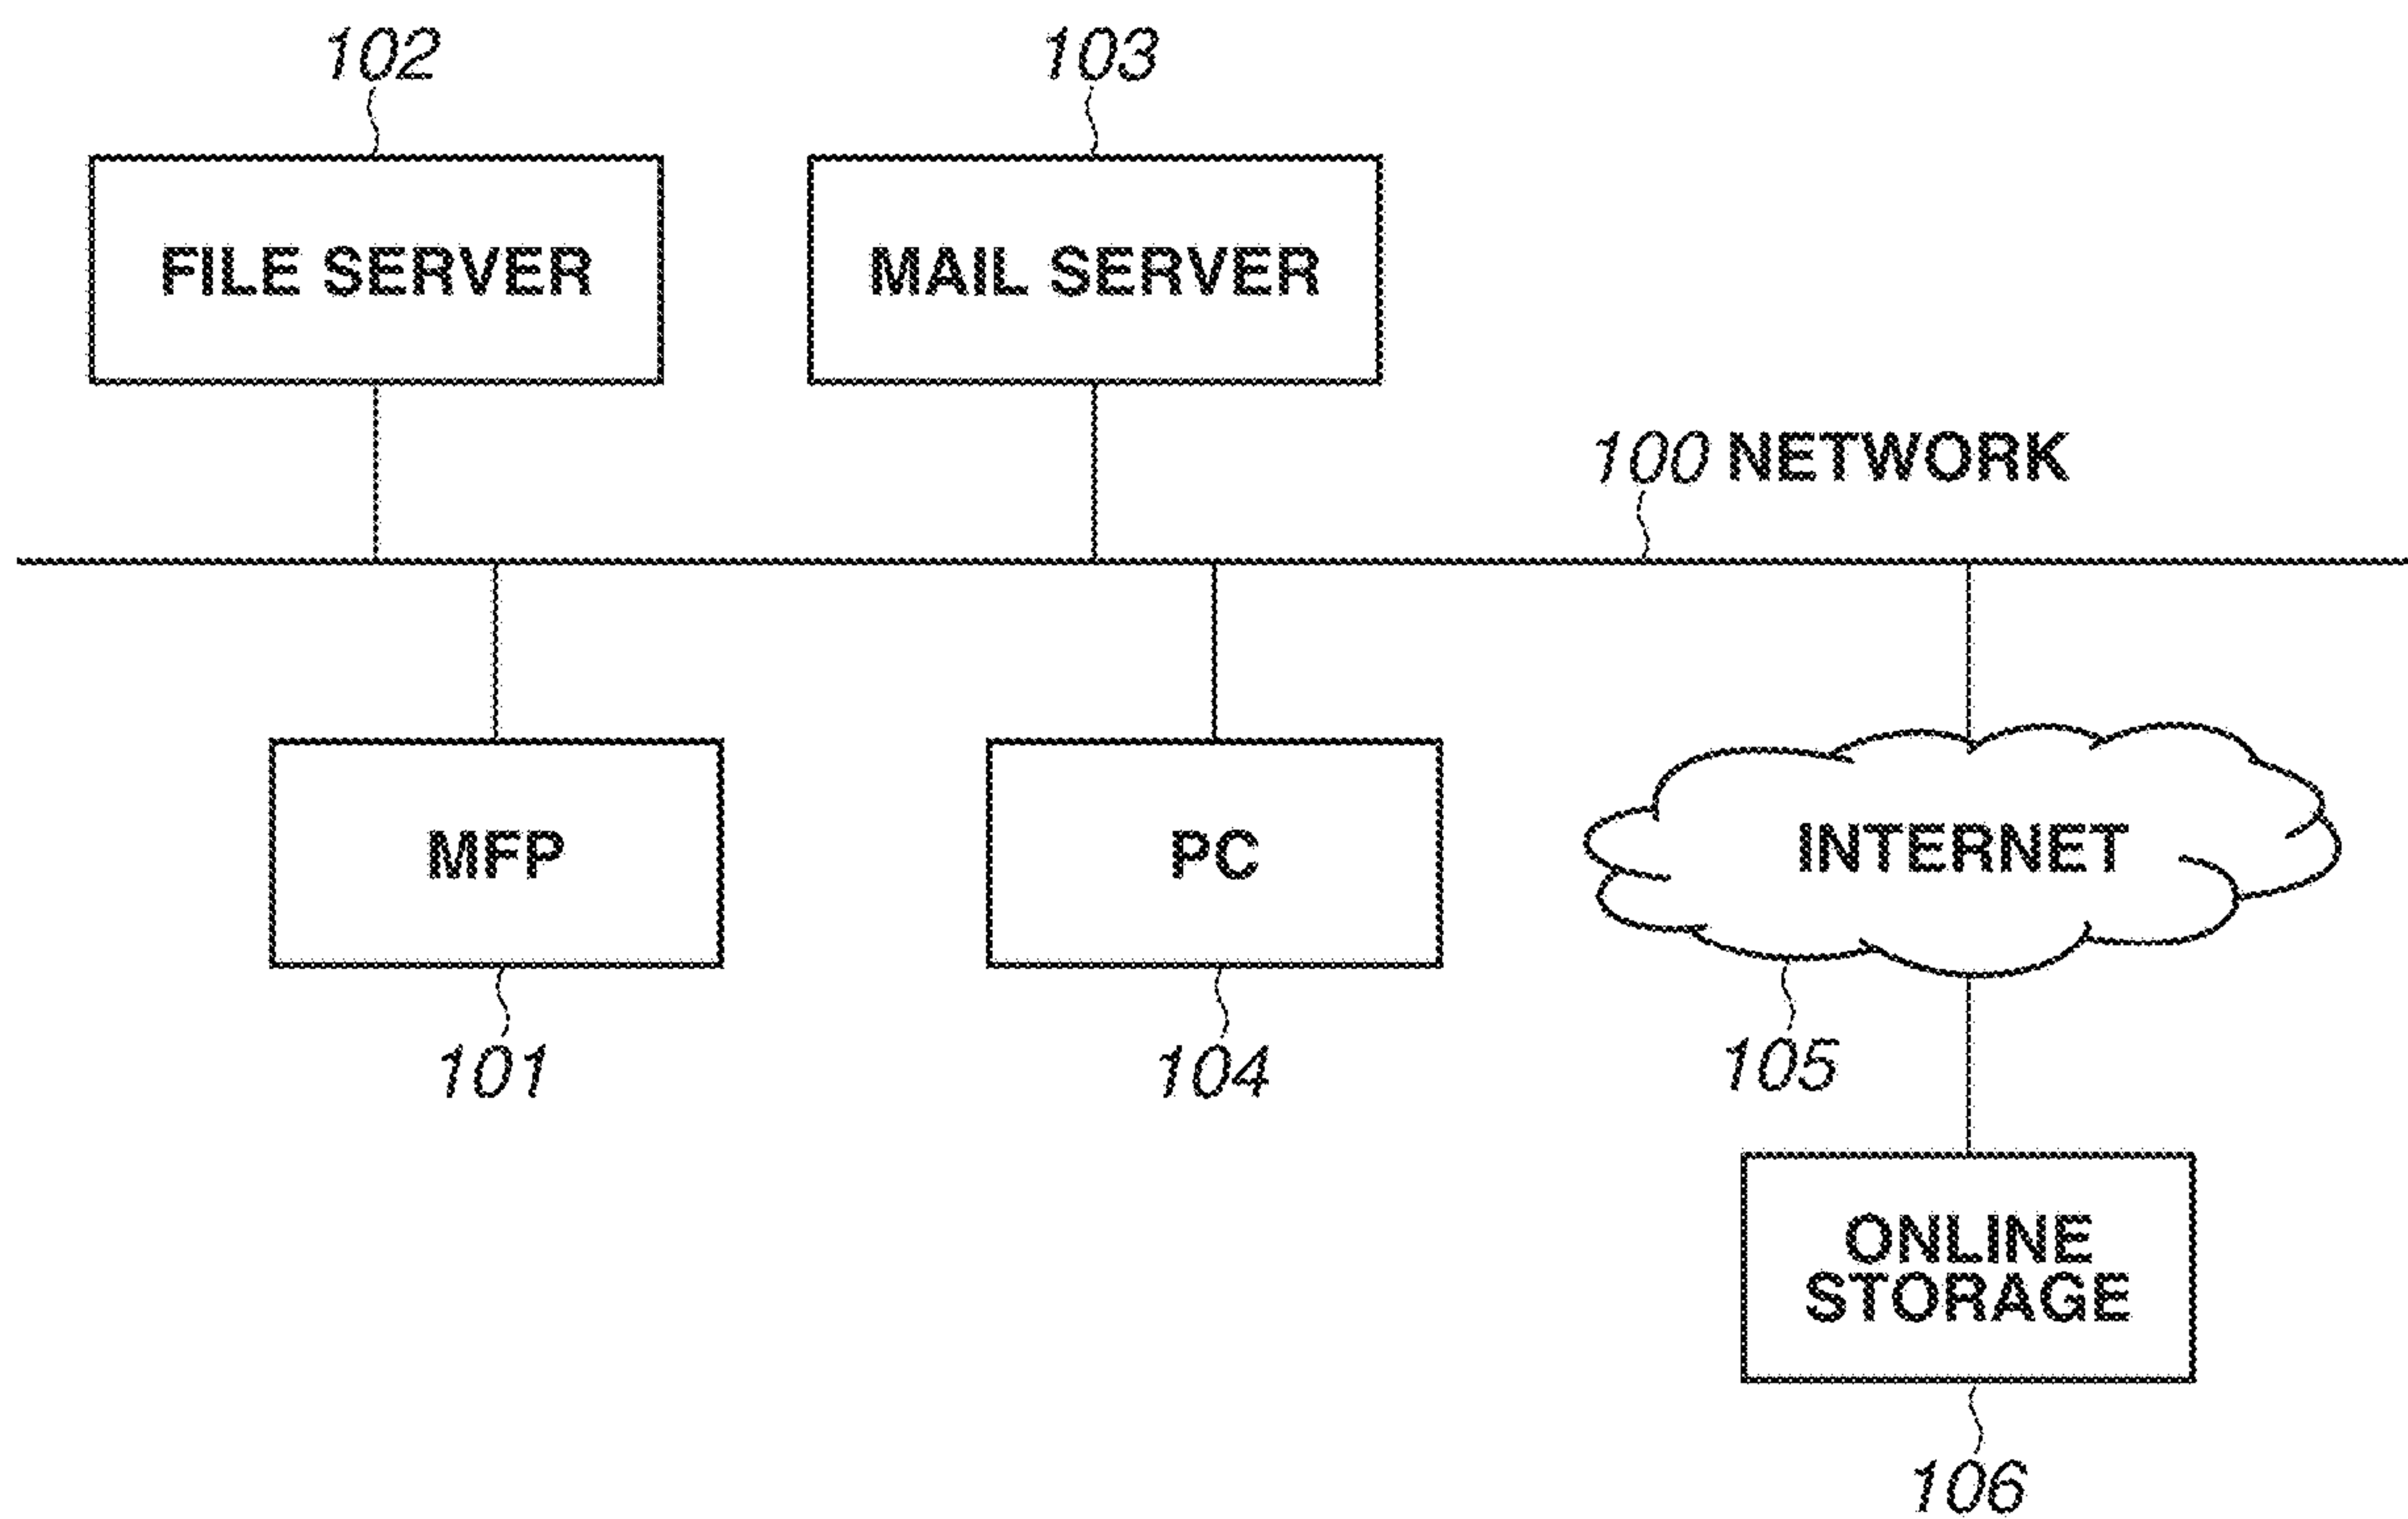 102
103
FILE SERVER
MAIL SERVER
100 NETWORK
MFP
PC
INTERNET
101
104
105
ONLINE
STORAGE
106